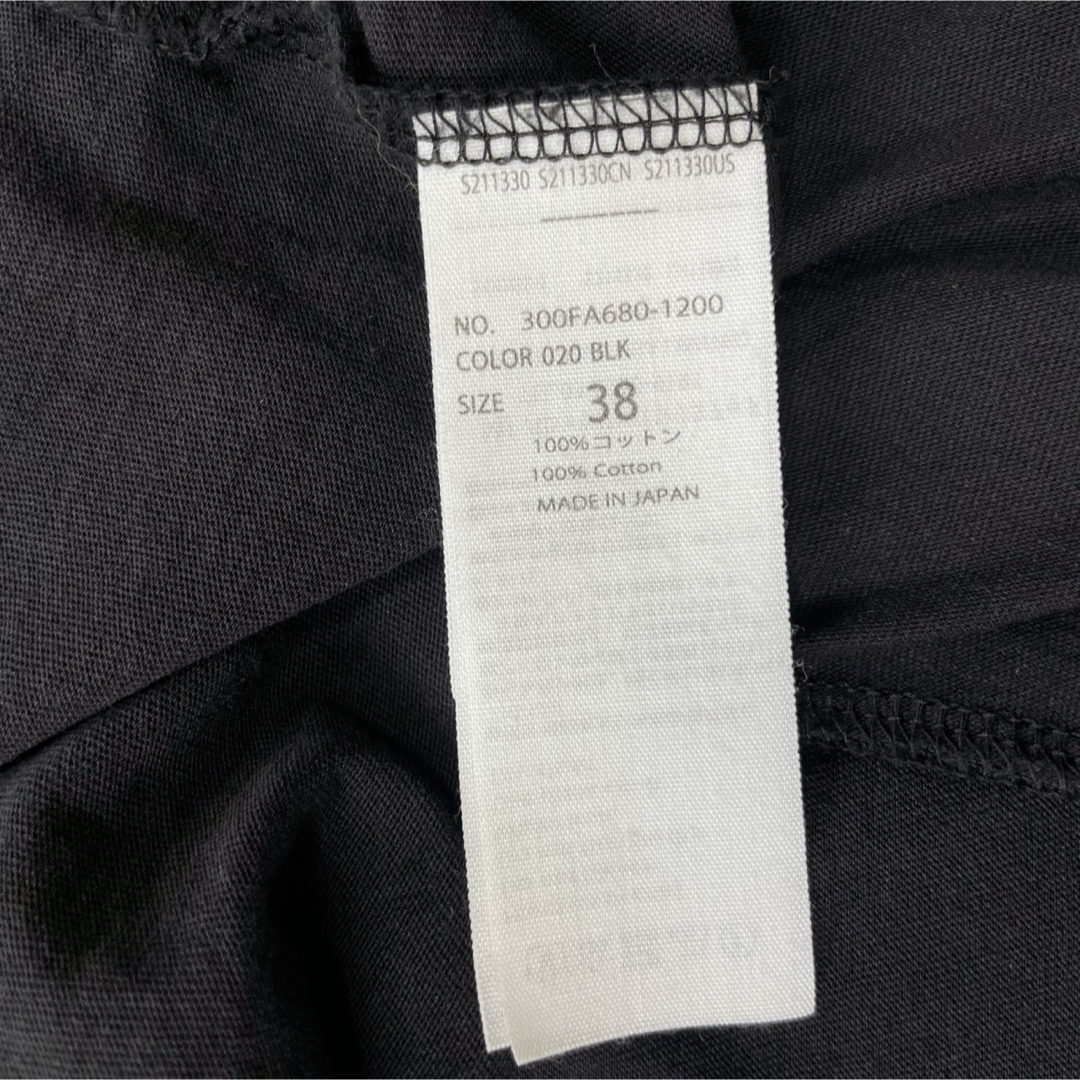 S211330 S211330CN S211330US
NO. 300FA680-1200
COLOR 020 BLK
SIZE 38
100%コットン
100% Cotton
MADE IN JAPAN